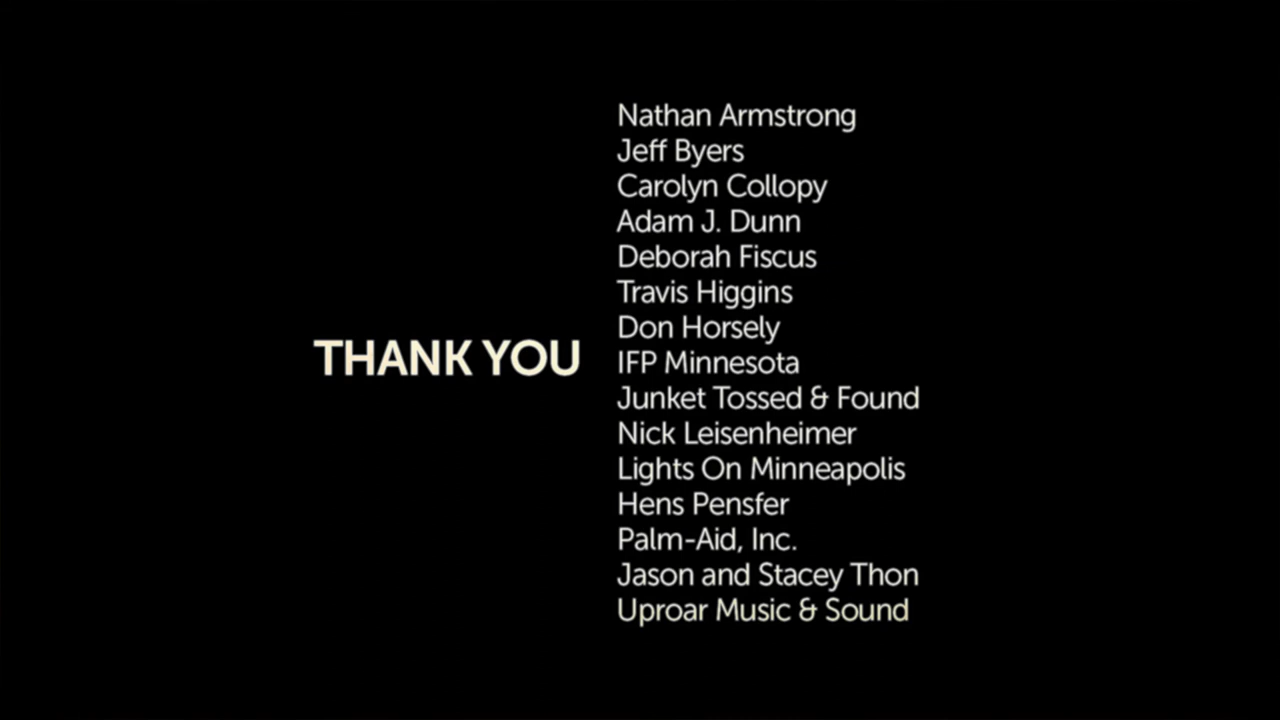 THANK YOU
Nathan Armstrong
Jeff Byers
Carolyn Collopy
Adam J. Dunn
Deborah Fiscus
Travis Higgins
Don Horsely
IFP Minnesota
Junket Tossed & Found
Nick Leisenheimer
Lights On Minneapolis
Hens Pensfer
Palm-Aid, Inc.
Jason and Stacey Thon
Uproar Music & Sound